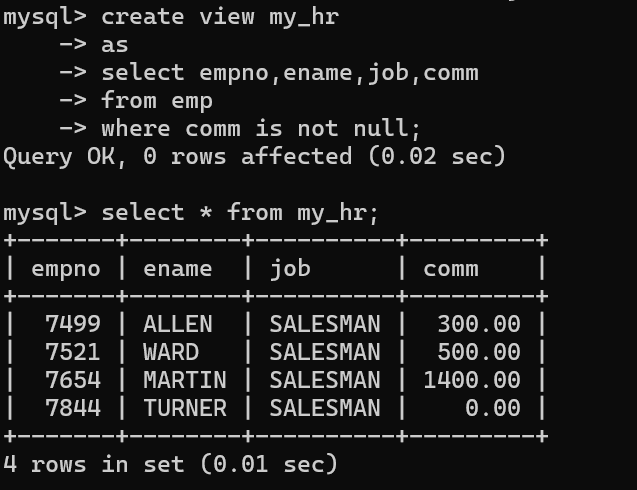 mysql> create view my_hr
    -> as
    -> select empno,ename,job,comm
    -> from emp
    -> where comm is not null;
Query OK, 0 rows affected (0.02 sec)

mysql> select * from my_hr;
+-------+--------+----------+---------+
| empno | ename  | job      | comm    |
+-------+--------+----------+---------+
|  7499 | ALLEN  | SALESMAN |  300.00 |
|  7521 | WARD   | SALESMAN |  500.00 |
|  7654 | MARTIN | SALESMAN | 1400.00 |
|  7844 | TURNER | SALESMAN |    0.00 |
+-------+--------+----------+---------+
4 rows in set (0.01 sec)